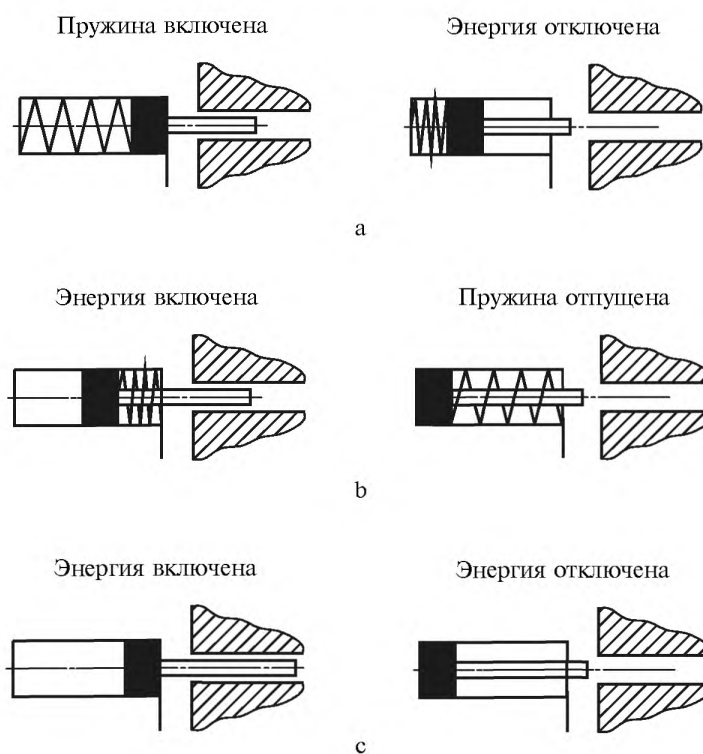 Пружина включена
Энергия отключена
a
Энергия включена
Пружина отпущена
b
Энергия включена
Энергия отключена
c